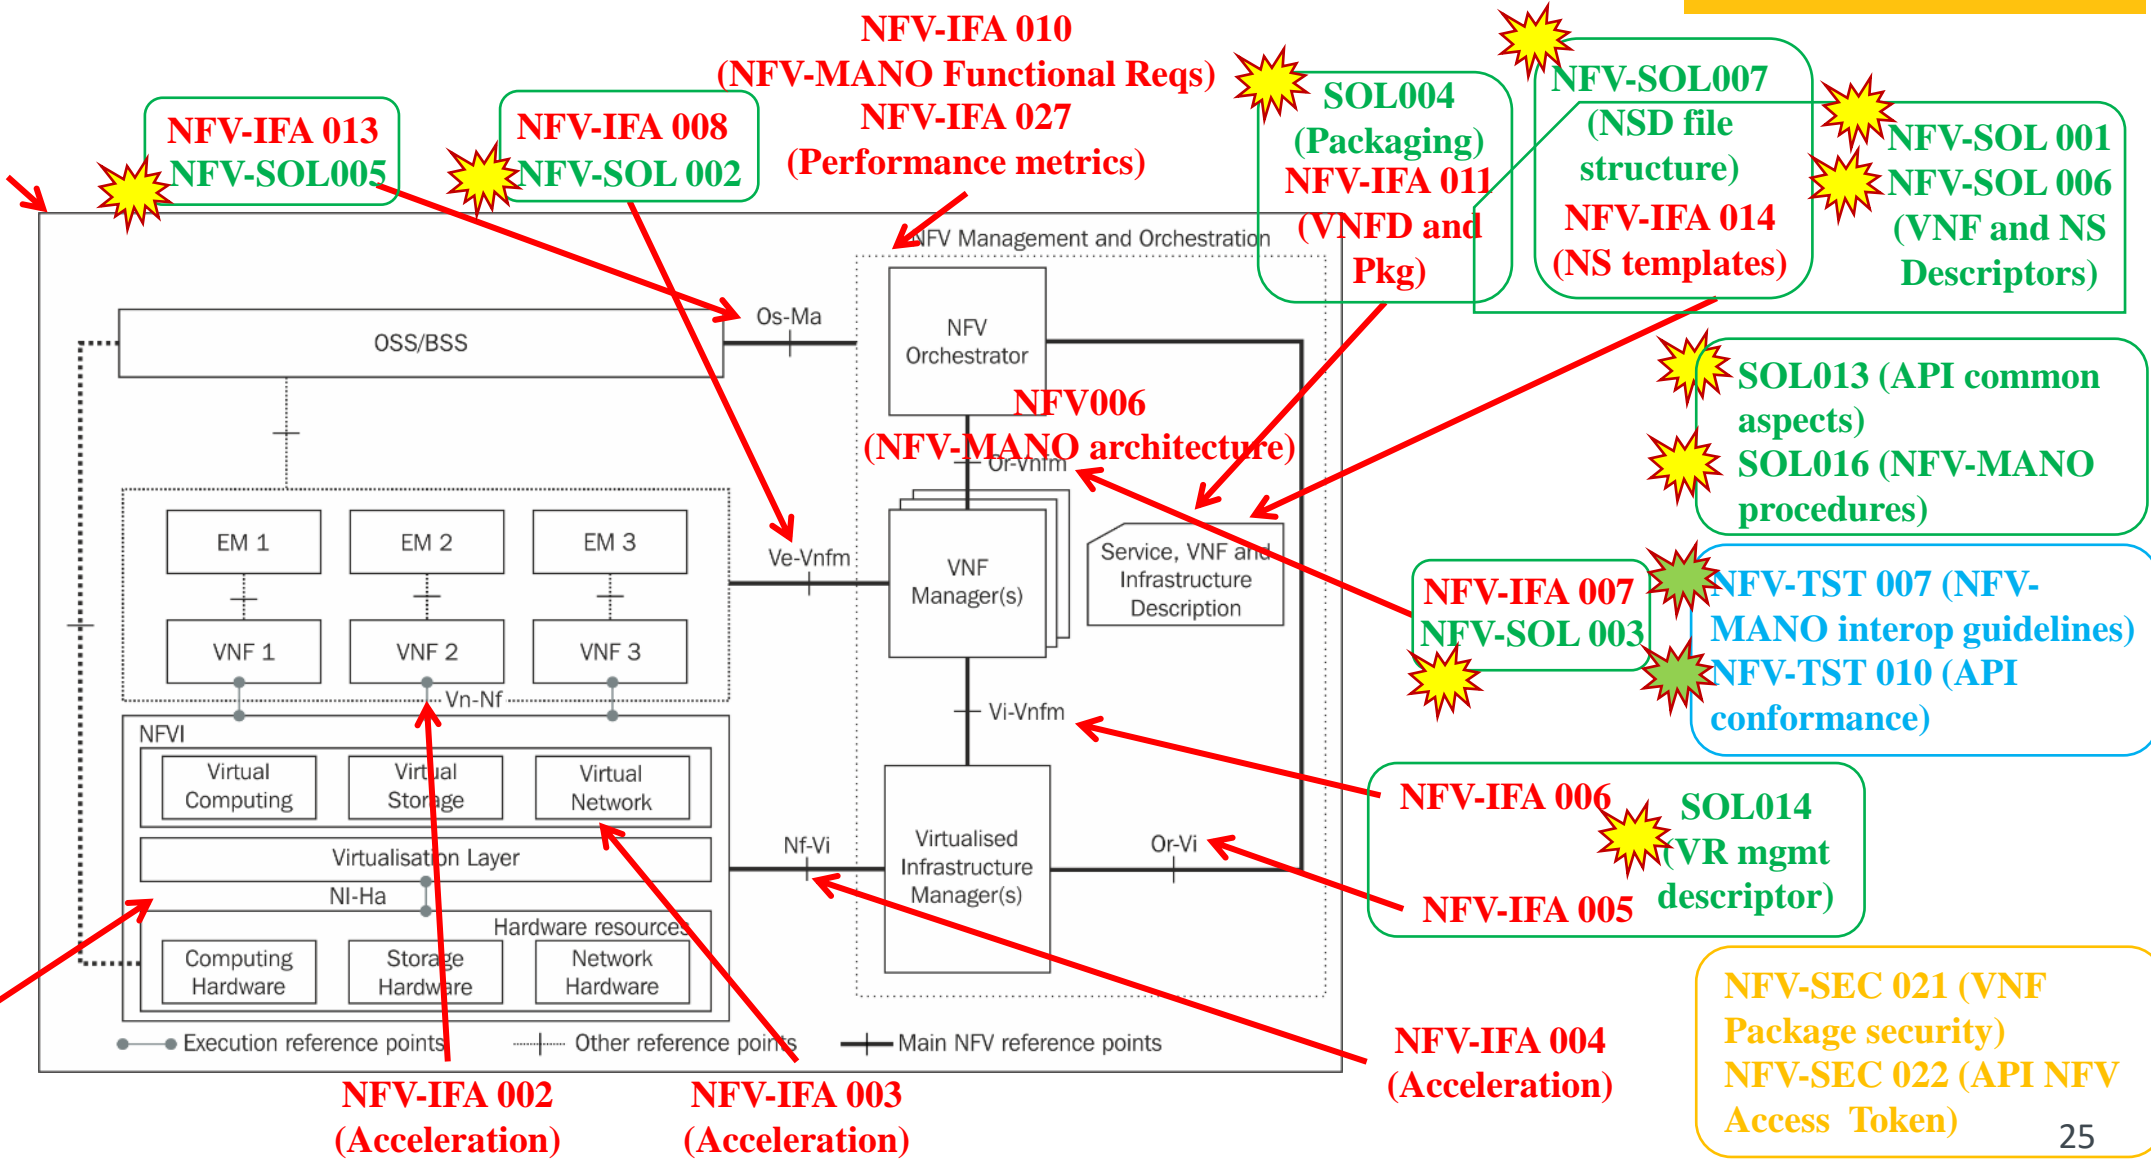 NFV-IFA 010
(NFV-MANO Functional Reqs)
NFV-IFA 027
(Performance metrics)
NFV-IFA 013
NFV-SOL005
NFV-IFA 008
NFV-SOL 002
SOL004
(Packaging)
NFV-IFA 011
(VNFD and
Pkg)
NFV-SOL007
(NSD file
structure)
NFV-IFA 014
(NS templates)
NFV-SOL 001
NFV-SOL 006
(VNF and NS
Descriptors)
NFV Management and Orchestration
OSS/BSS
Os-Ma
NFV
Orchestrator
NFV006
(NFV-MANO architecture)
Or-Vnfm
SOL013 (API common
aspects)
SOL016 (NFV-MANO
procedures)
EM 1
EM 2
EM 3
Ve-Vnfm
VNF
Manager(s)
Service, VNF and
Infrastructure
Description
NFV-IFA 007
NFV-SOL 003
NFV-TST 007 (NFV-
MANO interop guidelines)
NFV-TST 010 (API
conformance)
VNF 1
VNF 2
VNF 3
Vn-Nf
Vi-Vnfm
NFVI
Virtual
Computing
Virtual
Storage
Virtual
Network
Virtualisation Layer
NI-Ha
Nf-Vi
Virtualised
Infrastructure
Manager(s)
Or-Vi
NFV-IFA 006
SOL014
(VR mgmt
descriptor)
NFV-IFA 005
Hardware resources
Computing
Hardware
Storage
Hardware
Network
Hardware
Execution reference points
Other reference points
Main NFV reference points
NFV-IFA 002
(Acceleration)
NFV-IFA 003
(Acceleration)
NFV-IFA 004
(Acceleration)
NFV-SEC 021 (VNF
Package security)
NFV-SEC 022 (API NFV
Access Token)
25